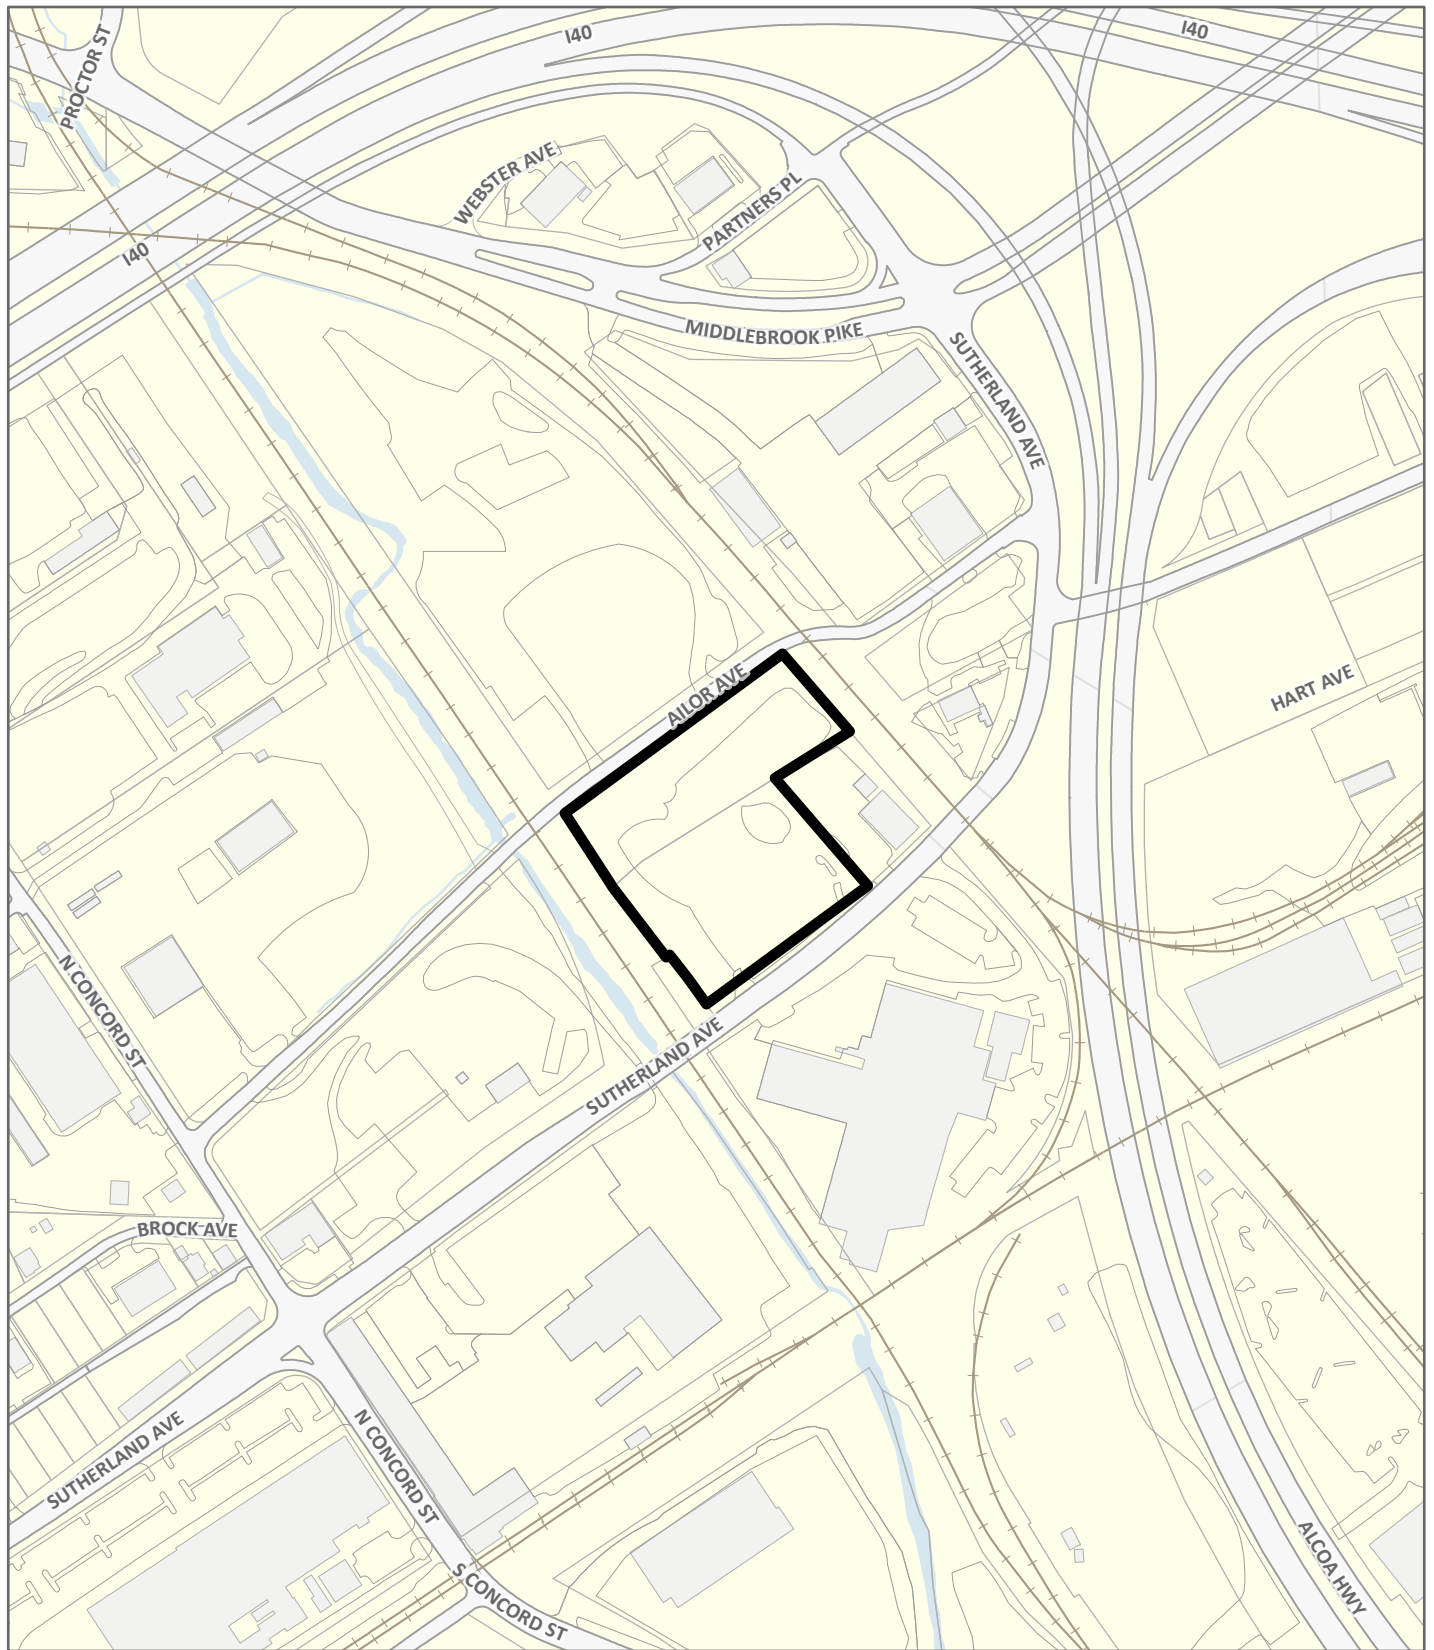 I40
I40
PROCTOR ST
WEBSTER AVE
PARTNERS PL
I40
MIDDLEBROOK PIKE
SUTHERLAND AVE
AILOR AVE
HART AVE
N CONCORD ST
SUTHERLAND AVE
BROCK AVE
SUTHERLAND AVE
N CONCORD ST
S CONCORD ST
ALCOA HWY